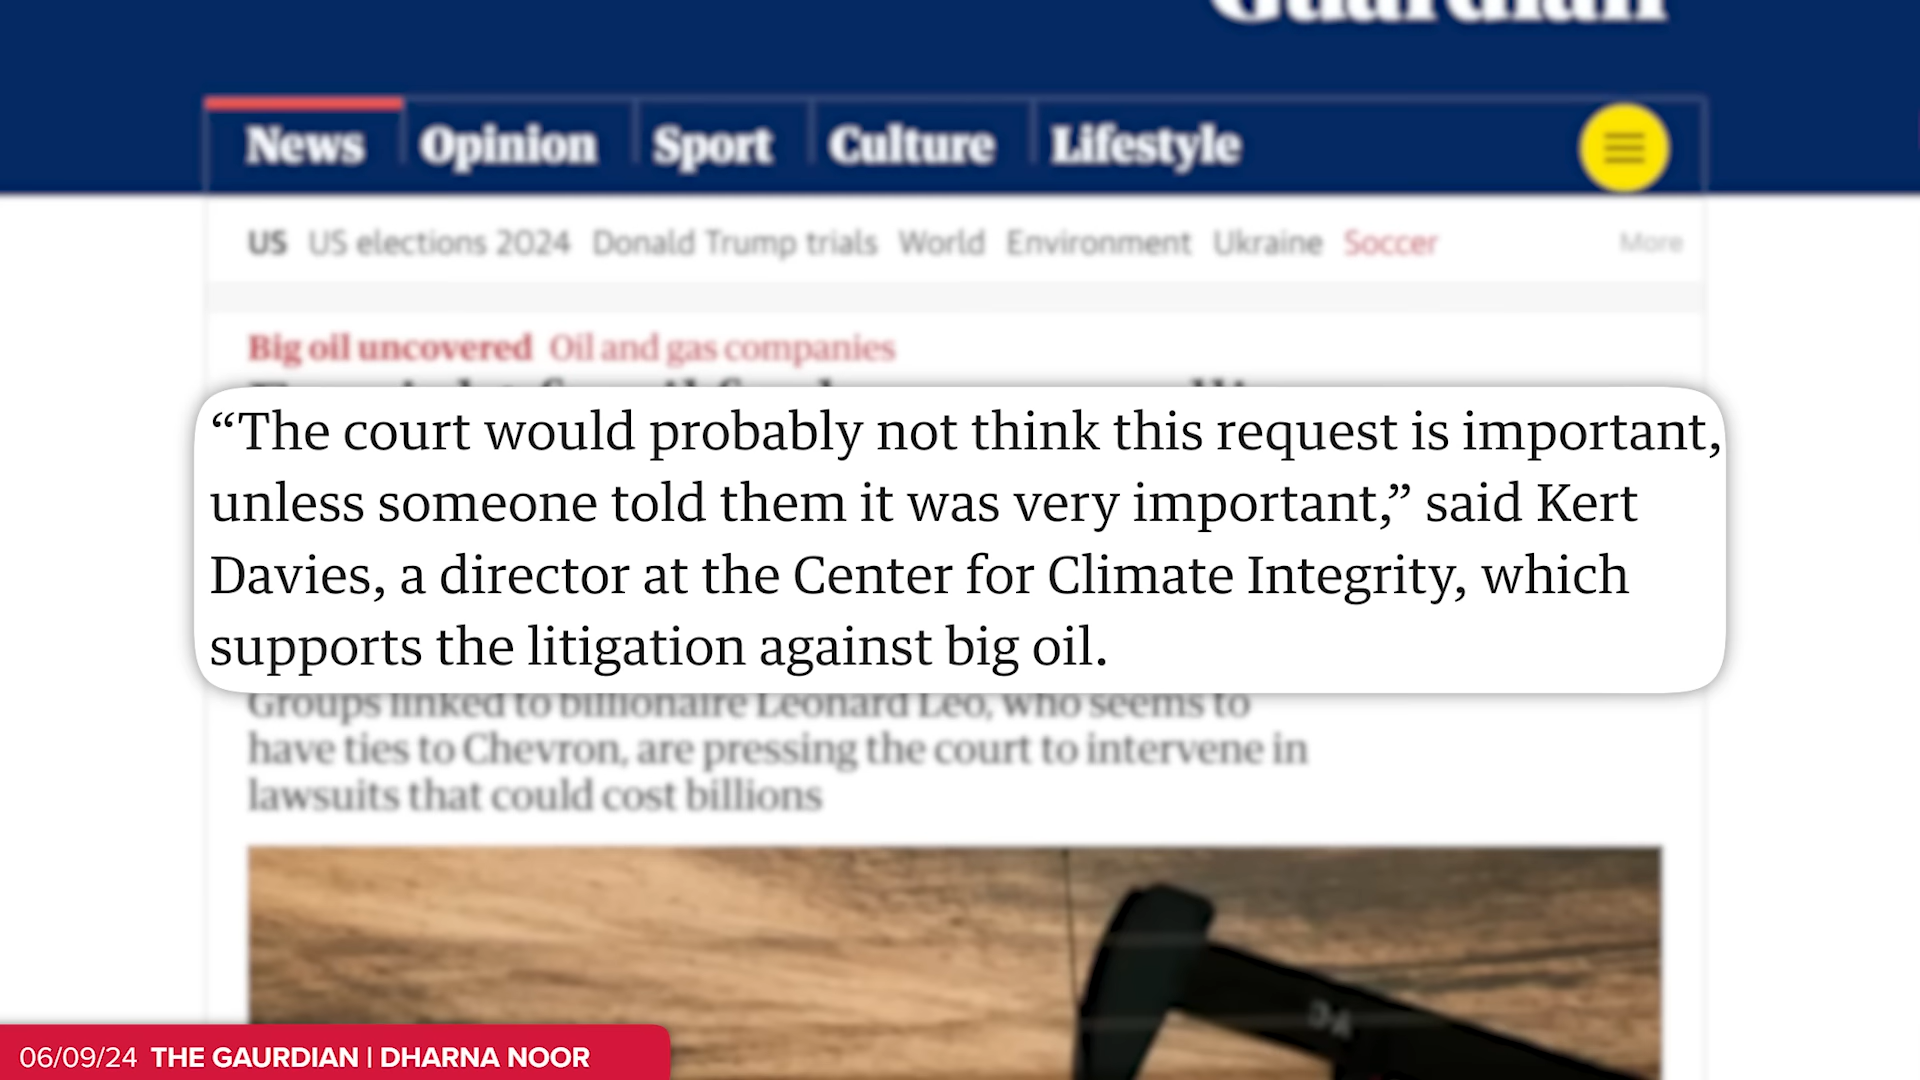 Guardian
News Opinion Sport Culture Lifestyle
US US elections 2024 Donald Trump trials World Environment Ukraine Soccer More
Big oil uncovered Oil and gas companies
“The court would probably not think this request is important,
unless someone told them it was very important,” said Kert
Davies, a director at the Center for Climate Integrity, which
supports the litigation against big oil.
Groups linked to billionaire Leonard Leo, who seems to
have ties to Chevron, are pressing the court to intervene in
lawsuits that could cost billions
06/09/24 THE GAURDIAN | DHARNA NOOR